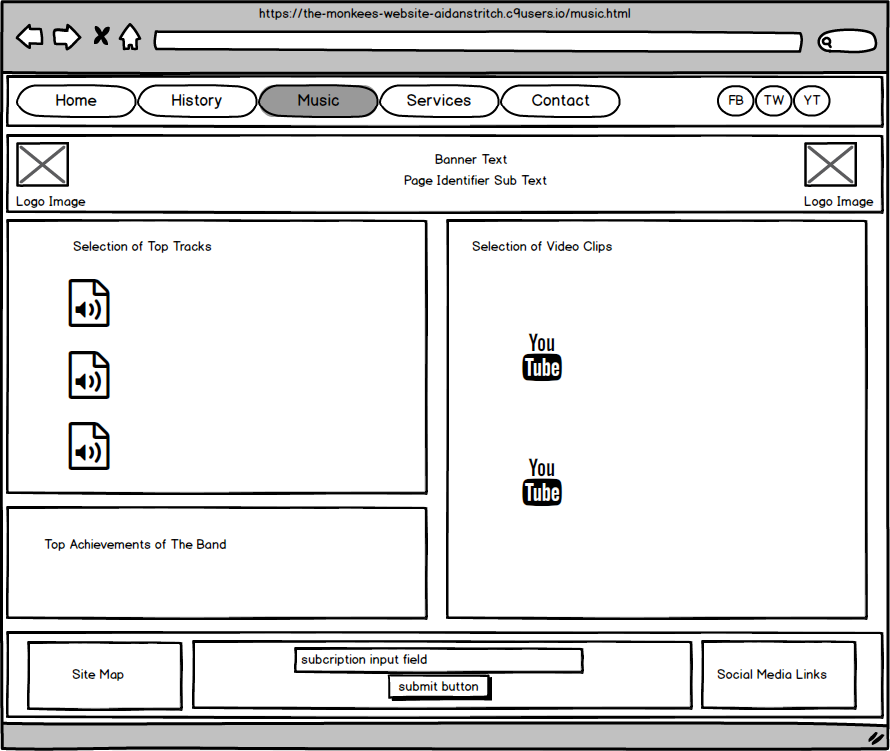 https://the-monkees-website-aidanstritch.c9users.io/music.html
Home History Music Services Contact FB TW YT
Banner Text
Page Identifier Sub Text
Logo Image Logo Image
Selection of Top Tracks
Selection of Video Clips
You
Tube
You
Tube
Top Achievements of The Band
Site Map
subcription input field
submit button
Social Media Links